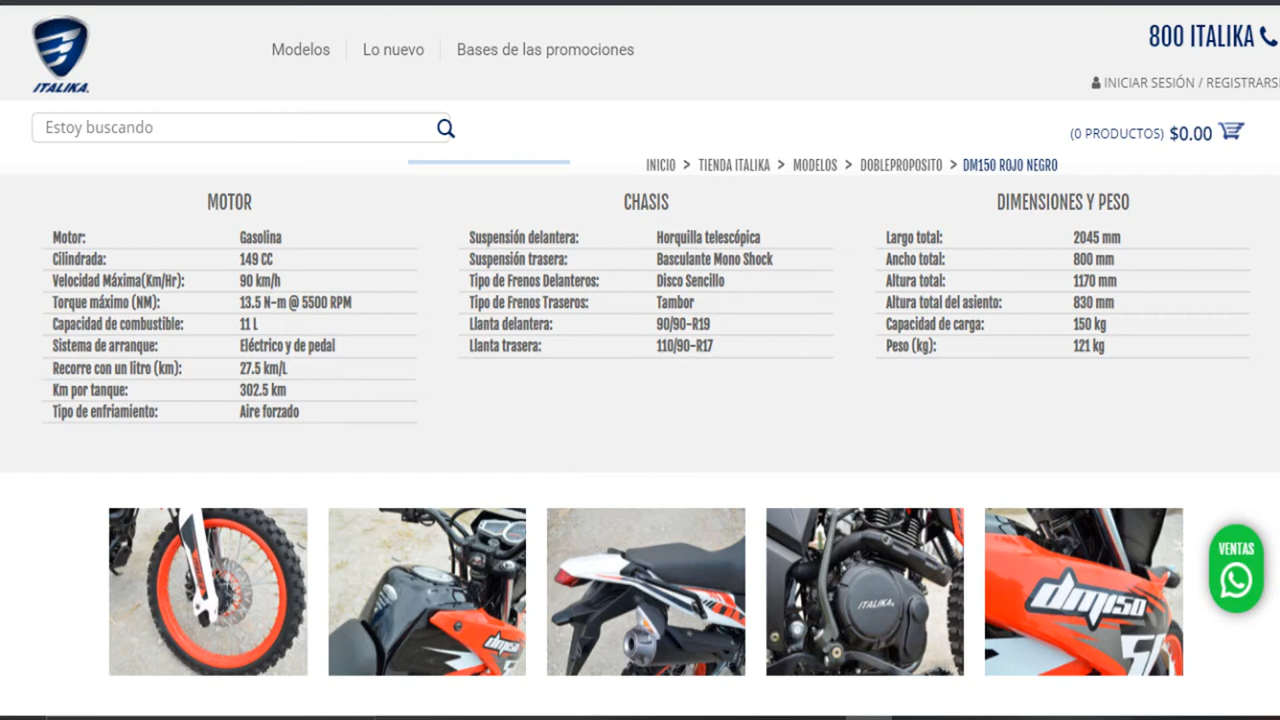 ITALIKA
Modelos
Lo nuevo
Bases de las promociones
800 ITALIKA
INICIAR SESIÓN / REGISTRARS
Estoy buscando
(0 PRODUCTOS) $0.00
INICIO > TIENDA ITALIKA > MODELOS > DOBLEPROPOSITO > DM150 ROJO NEGRO
MOTOR
Motor: Gasolina
Cilindrada: 149 CC
Velocidad Máxima(Km/Hr): 90 km/h
Torque máximo (NM): 13.5 N-m @ 5500 RPM
Capacidad de combustible: 11 L
Sistema de arranque: Eléctrico y de pedal
Recorre con un litro (km): 27.5 km/L
Km por tanque: 302.5 km
Tipo de enfriamiento: Aire forzado
CHASIS
Suspensión delantera: Horquilla telescópica
Suspensión trasera: Basculante Mono Shock
Tipo de Frenos Delanteros: Disco Sencillo
Tipo de Frenos Traseros: Tambor
Llanta delantera: 90/90-R19
Llanta trasera: 110/90-R17
DIMENSIONES Y PESO
Largo total: 2045 mm
Ancho total: 800 mm
Altura total: 1170 mm
Altura total del asiento: 830 mm
Capacidad de carga: 150 kg
Peso (kg): 121 kg
dm150
ITALIKA
dm150
VENTAS